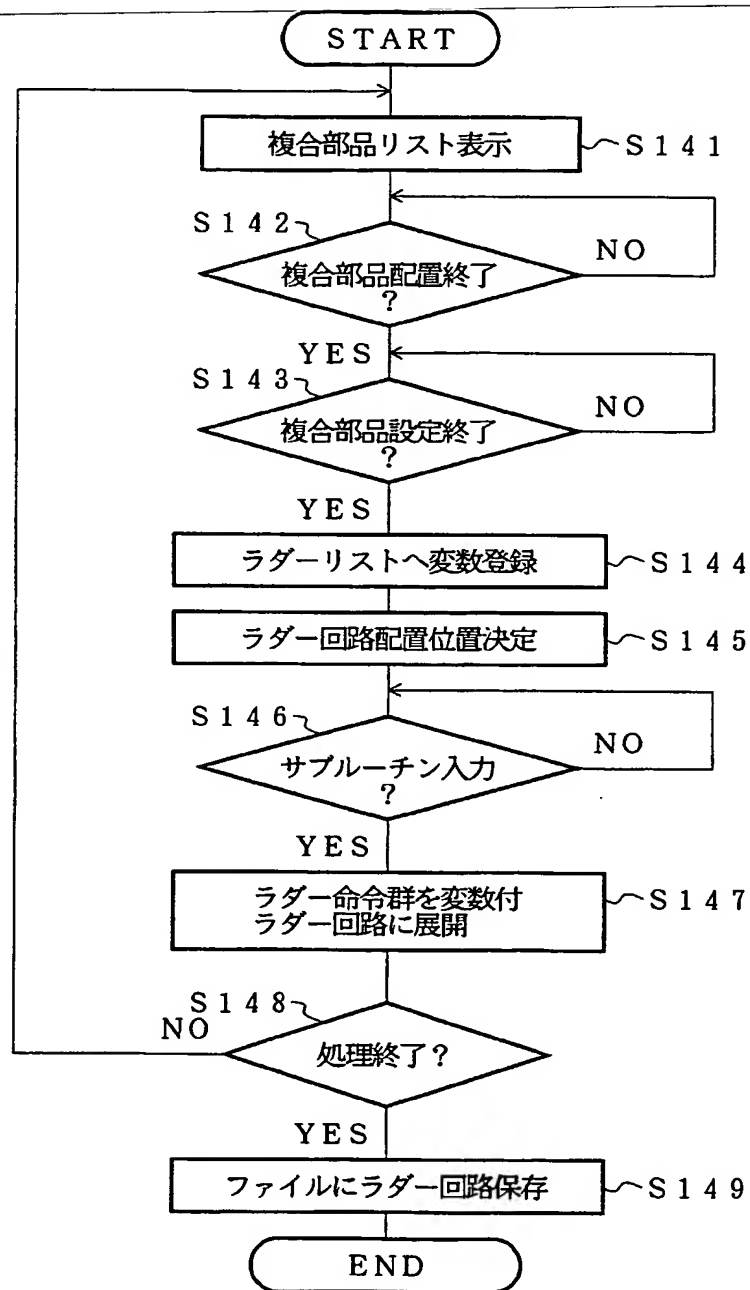 START
複合部品リスト表示 S141
S142
複合部品配置終了
?
NO
YES
S143
複合部品設定終了
?
NO
YES
ラダーリストへ変数登録 S144
ラダー回路配置位置決定 S145
S146
サブルーチン入力
?
NO
YES
ラダー命令群を変数付
ラダー回路に展開
S147
S148
NO
処理終了?
YES
ファイルにラダー回路保存 S149
END